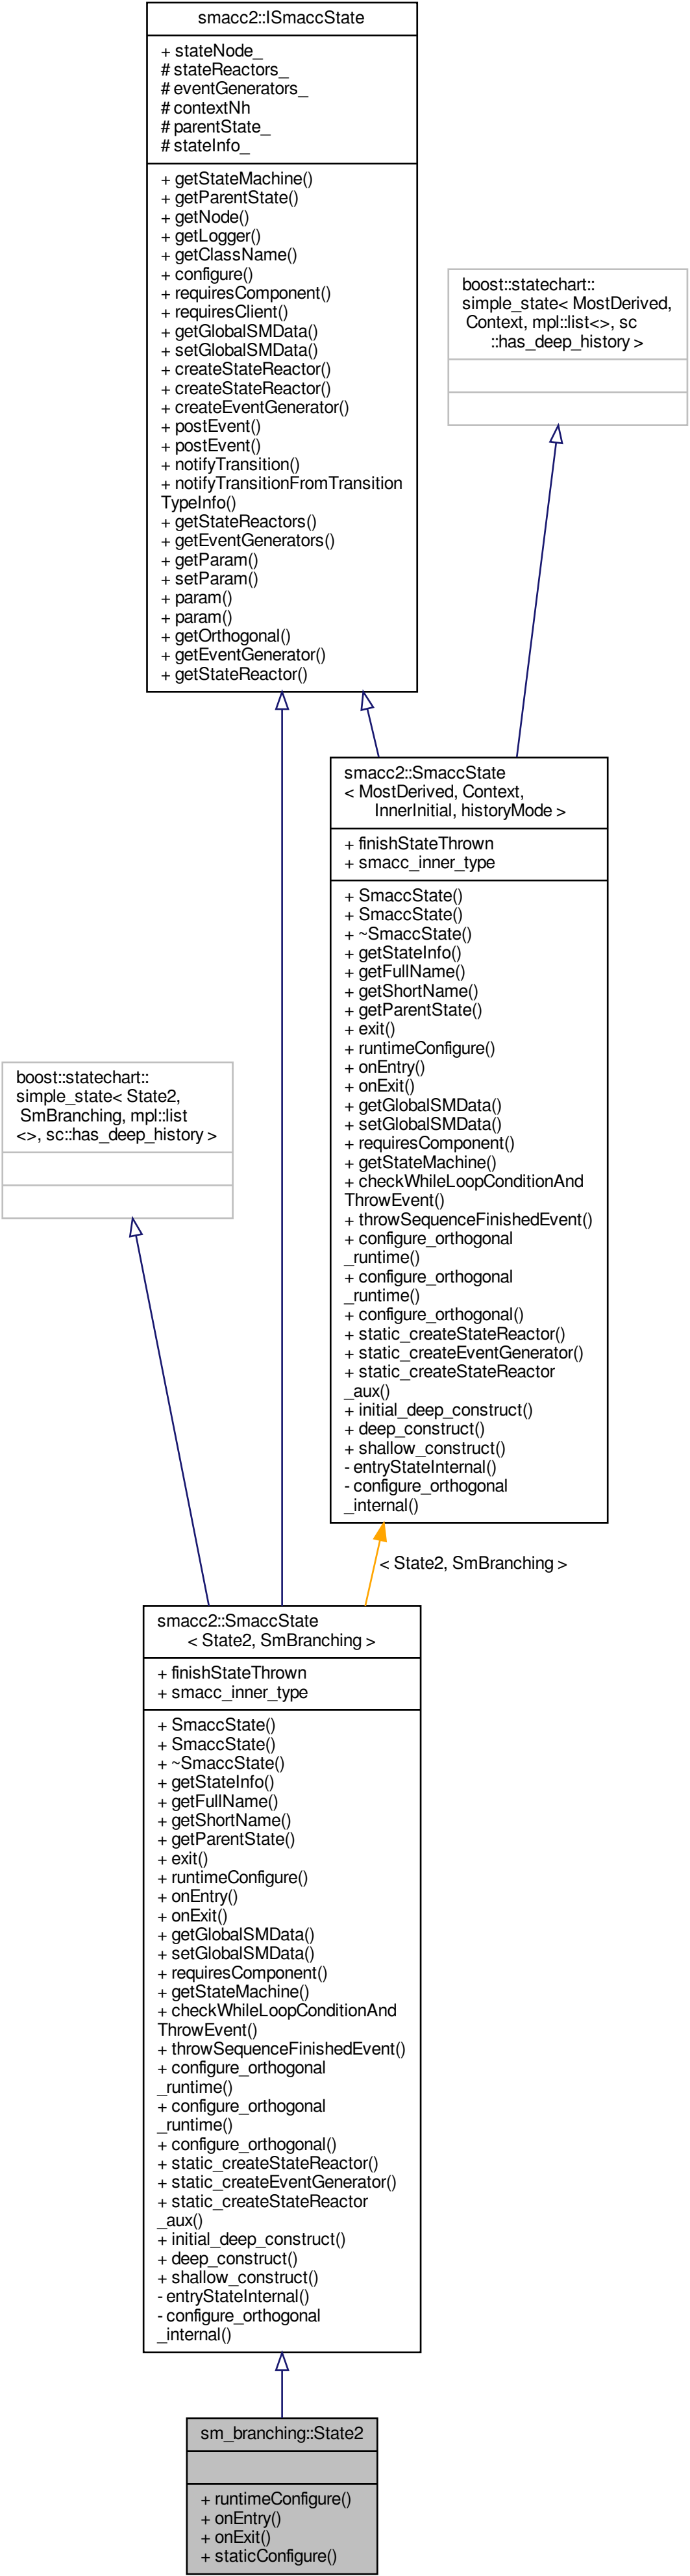 smacc2::ISmaccState
+ stateNode_
# stateReactors_
# eventGenerators_
# contextNh
# parentState_
# stateInfo_
+ getStateMachine()
+ getParentState()
+ getNode()
+ getLogger()
+ getClassName()
+ configure()
+ requiresComponent()
+ requiresClient()
+ getGlobalSMData()
+ setGlobalSMData()
+ createStateReactor()
+ createStateReactor()
+ createEventGenerator()
+ postEvent()
+ postEvent()
+ notifyTransition()
+ notifyTransitionFromTransition
TypeInfo()
+ getStateReactors()
+ getEventGenerators()
+ getParam()
+ setParam()
+ param()
+ param()
+ getOrthogonal()
+ getEventGenerator()
+ getStateReactor()
boost::statechart::
simple_state< MostDerived,
Context, mpl::list<>, sc
::has_deep_history >
smacc2::SmaccState
< MostDerived, Context,
InnerInitial, historyMode >
+ finishStateThrown
+ smacc_inner_type
+ SmaccState()
+ SmaccState()
+ ~SmaccState()
+ getStateInfo()
+ getFullName()
+ getShortName()
+ getParentState()
+ exit()
+ runtimeConfigure()
+ onEntry()
+ onExit()
+ getGlobalSMData()
+ setGlobalSMData()
+ requiresComponent()
+ getStateMachine()
+ checkWhileLoopConditionAnd
ThrowEvent()
+ throwSequenceFinishedEvent()
+ configure_orthogonal
_runtime()
+ configure_orthogonal
_runtime()
+ configure_orthogonal()
+ static_createStateReactor()
+ static_createEventGenerator()
+ static_createStateReactor
_aux()
+ initial_deep_construct()
+ deep_construct()
+ shallow_construct()
- entryStateInternal()
- configure_orthogonal
_internal()
boost::statechart::
simple_state< State2,
SmBranching, mpl::list
<>, sc::has_deep_history >
< State2, SmBranching >
smacc2::SmaccState
< State2, SmBranching >
+ finishStateThrown
+ smacc_inner_type
+ SmaccState()
+ SmaccState()
+ ~SmaccState()
+ getStateInfo()
+ getFullName()
+ getShortName()
+ getParentState()
+ exit()
+ runtimeConfigure()
+ onEntry()
+ onExit()
+ getGlobalSMData()
+ setGlobalSMData()
+ requiresComponent()
+ getStateMachine()
+ checkWhileLoopConditionAnd
ThrowEvent()
+ throwSequenceFinishedEvent()
+ configure_orthogonal
_runtime()
+ configure_orthogonal
_runtime()
+ configure_orthogonal()
+ static_createStateReactor()
+ static_createEventGenerator()
+ static_createStateReactor
_aux()
+ initial_deep_construct()
+ deep_construct()
+ shallow_construct()
- entryStateInternal()
- configure_orthogonal
_internal()
sm_branching::State2
+ runtimeConfigure()
+ onEntry()
+ onExit()
+ staticConfigure()